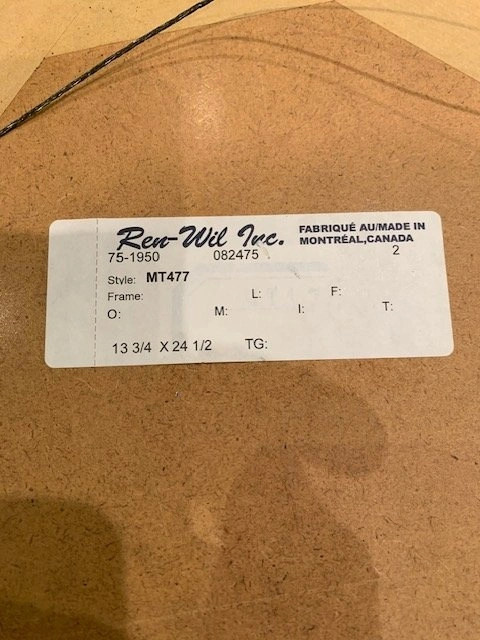 Ren-Wil Inc. FABRIQUÉ AU/MADE IN
MONTRÉAL,CANADA
75-1950 082475 2
Style: MT477
Frame: L: F:
O: M: I: T:
13 3/4 X 24 1/2 TG: